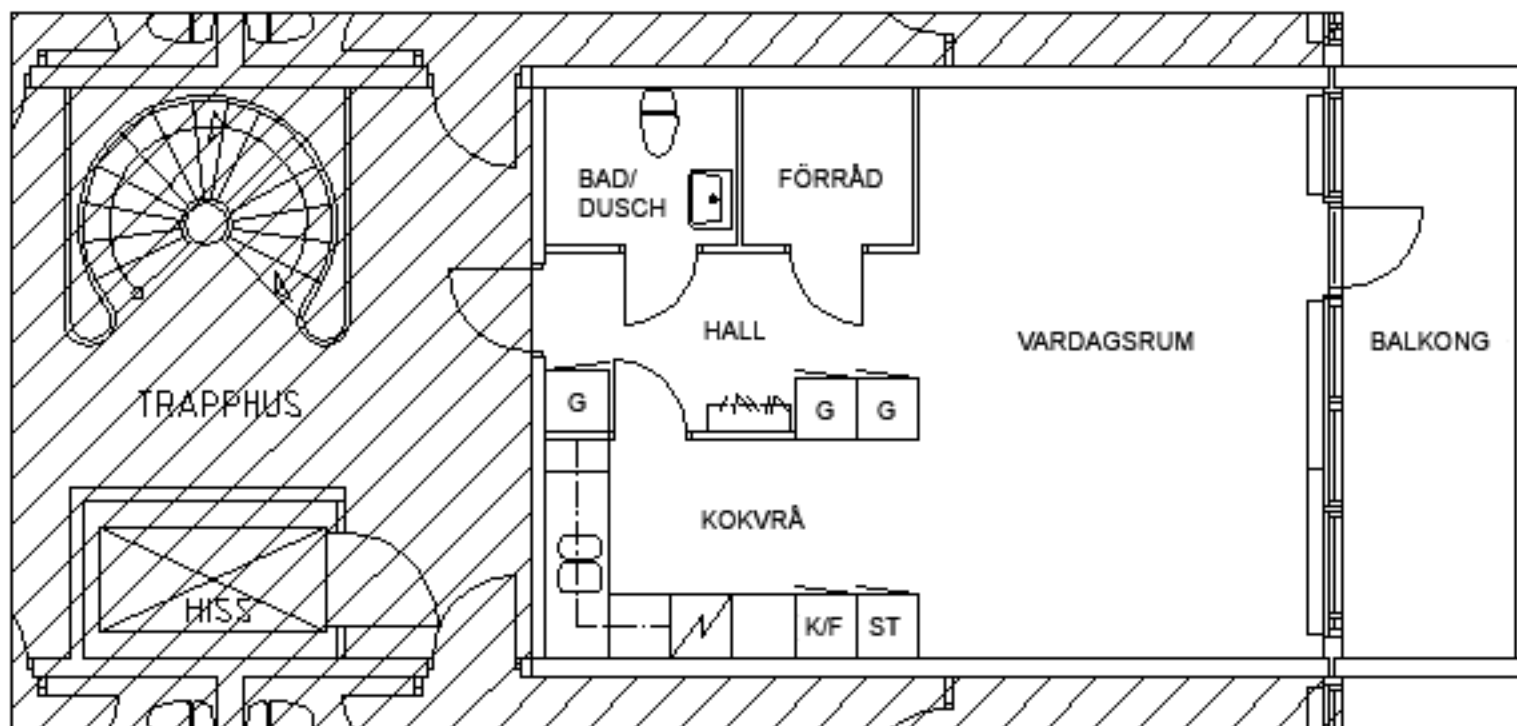 BAD/
DUSCH
FÖRRÅD
HALL
VARDAGSRUM
BALKONG
TRAPPHUS
G
G
G
KOKVRÅ
HISS
K/F
ST